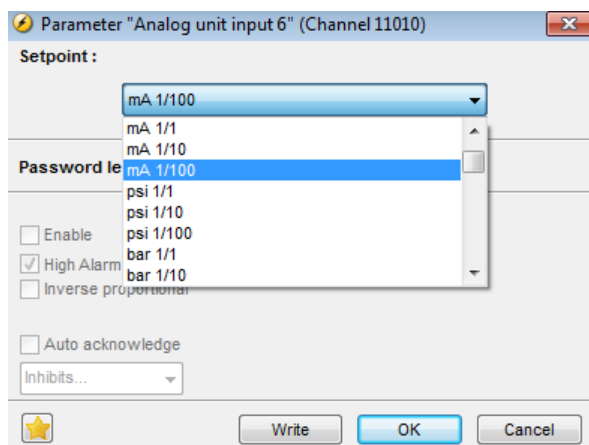 Parameter "Analog unit input 6" (Channel 11010)
Setpoint :
mA 1/100
mA 1/1
mA 1/10
Password le mA 1/100
psi 1/1
psi 1/10
Enable psi 1/100
bar 1/1
High Alarm bar 1/10
Inverse proportional
Auto acknowledge
Inhibits...
Write OK Cancel